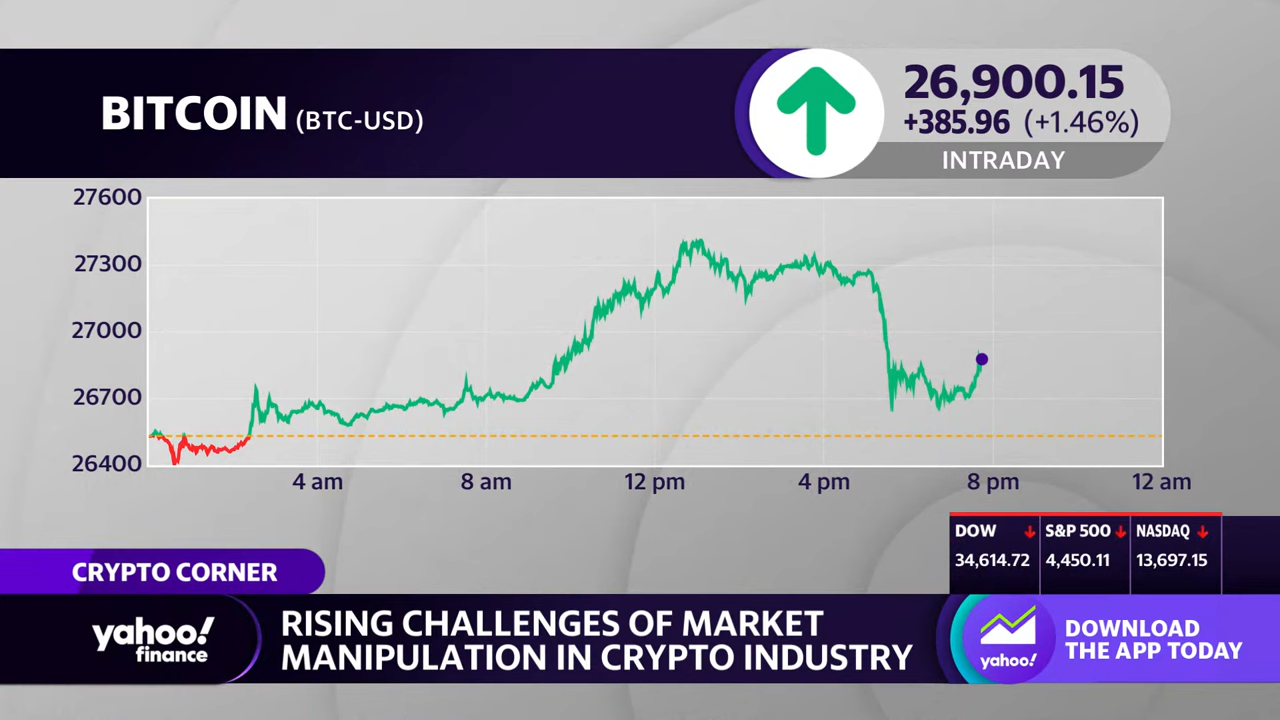 BITCOIN (BTC-USD)
26,900.15
+385.96 (+1.46%)
INTRADAY
27600
27300
27000
26700
26400
4 am 8 am 12 pm 4 pm 8 pm 12 am
DOW S&P 500 NASDAQ
34,614.72 4,450.11 13,697.15
CRYPTO CORNER
yahoo!
finance
RISING CHALLENGES OF MARKET
MANIPULATION IN CRYPTO INDUSTRY
yahoo!
DOWNLOAD
THE APP TODAY